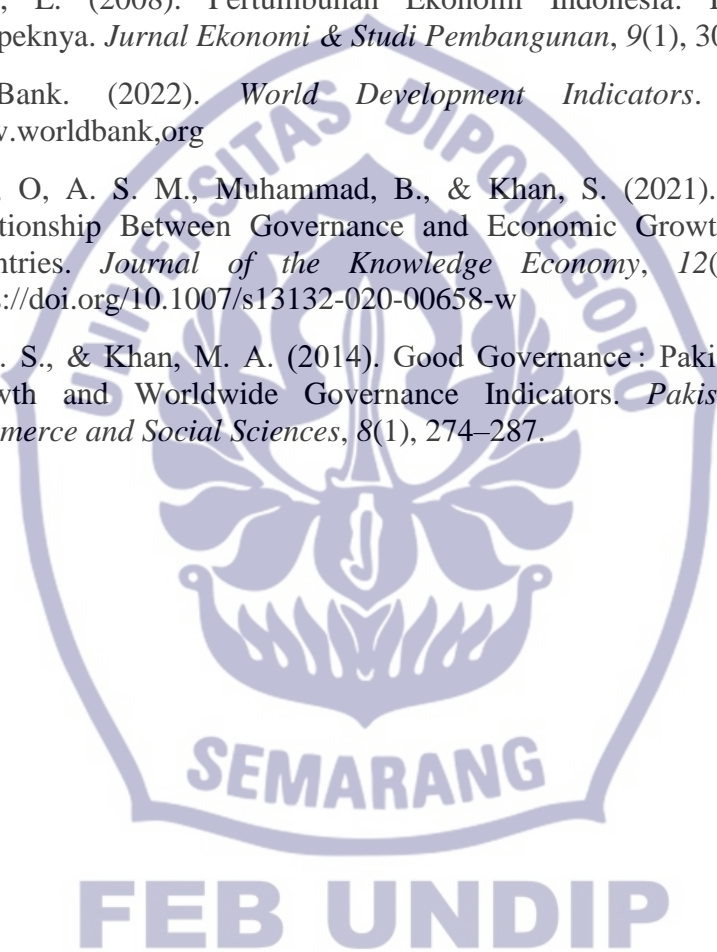 , L. (2008). Pertumbuhan Ekonomi Indonesia.
peknya. Jurnal Ekonomi & Studi Pembangunan, 9(1), 30
Bank. (2022). World Development Indicators.
w.worldbank,org
O, A. S. M., Muhammad, B., & Khan, S. (2021).
tionship Between Governance and Economic Growt
ntries. Journal of the Knowledge Economy, 12(
s://doi.org/10.1007/s13132-020-00658-w
. S., & Khan, M. A. (2014). Good Governance : Paki
wth and Worldwide Governance Indicators. Pakis
merce and Social Sciences, 8(1), 274–287.
UNIVERSITAS DIPONEGORO
SEMARANG
FEB UNDIP